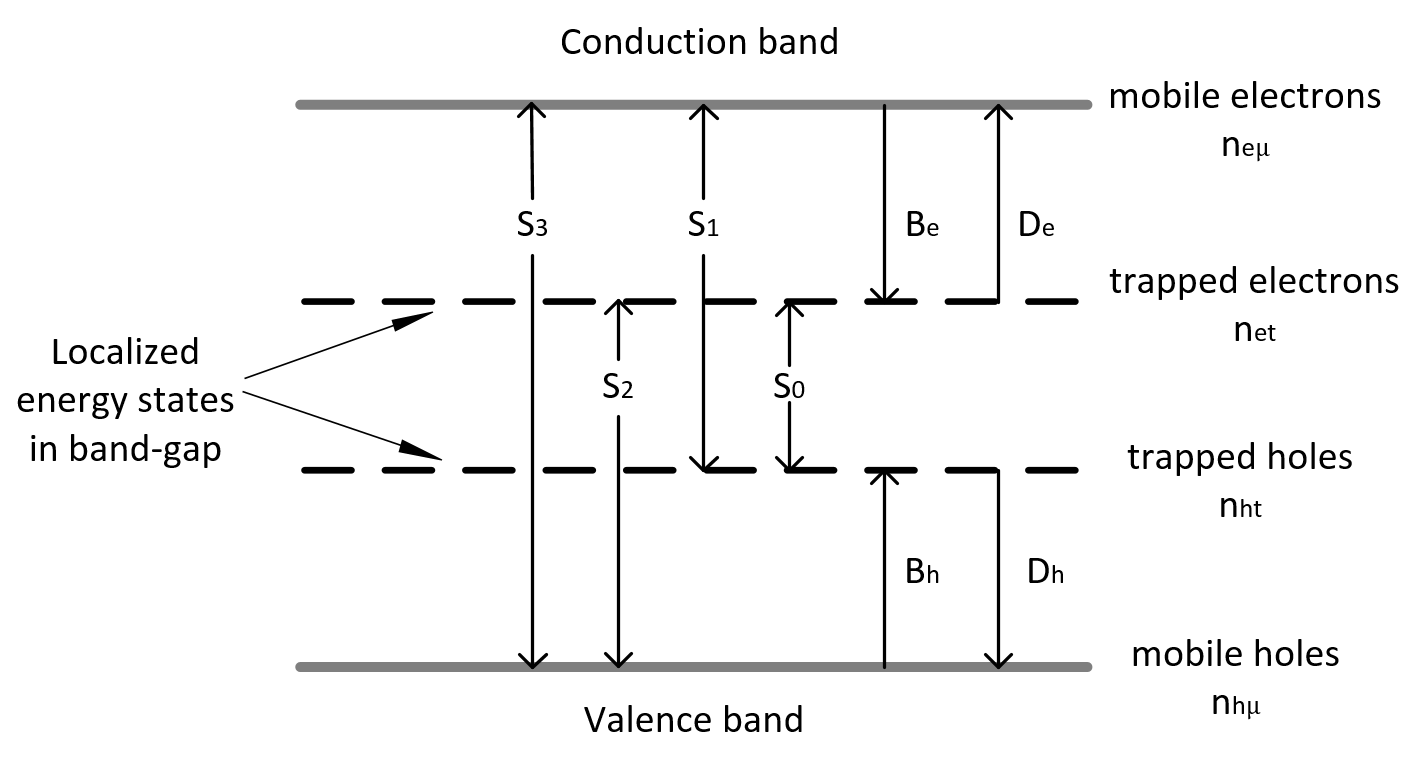 Conduction band
mobile electrons
neμ
S3
S1
Be
De
trapped electrons
net
Localized
energy states
in band-gap
S2
S0
trapped holes
nht
Bh
Dh
mobile holes
nhμ
Valence band